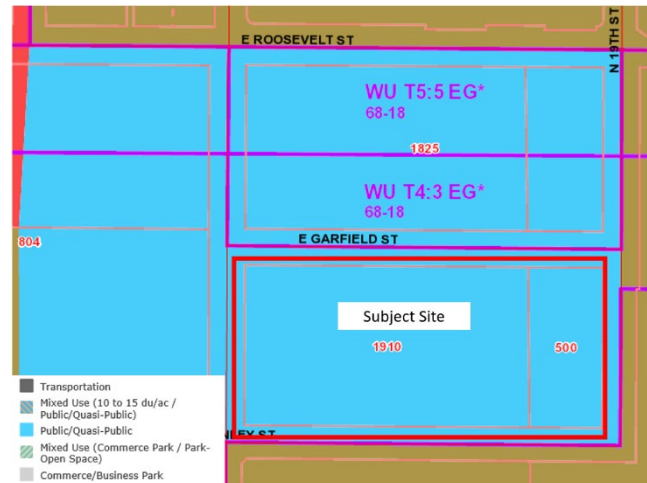 E ROOSEVELT ST
N 19TH ST
WU T5:5 EG*
68-18
1825
WU T4:3 EG*
68-18
804
E GARFIELD ST
Subject Site
1910
500
NLEY ST
Transportation
Mixed Use (10 to 15 du/ac /
Public/Quasi-Public)
Public/Quasi-Public
Mixed Use (Commerce Park / Park-
Open Space)
Commerce/Business Park